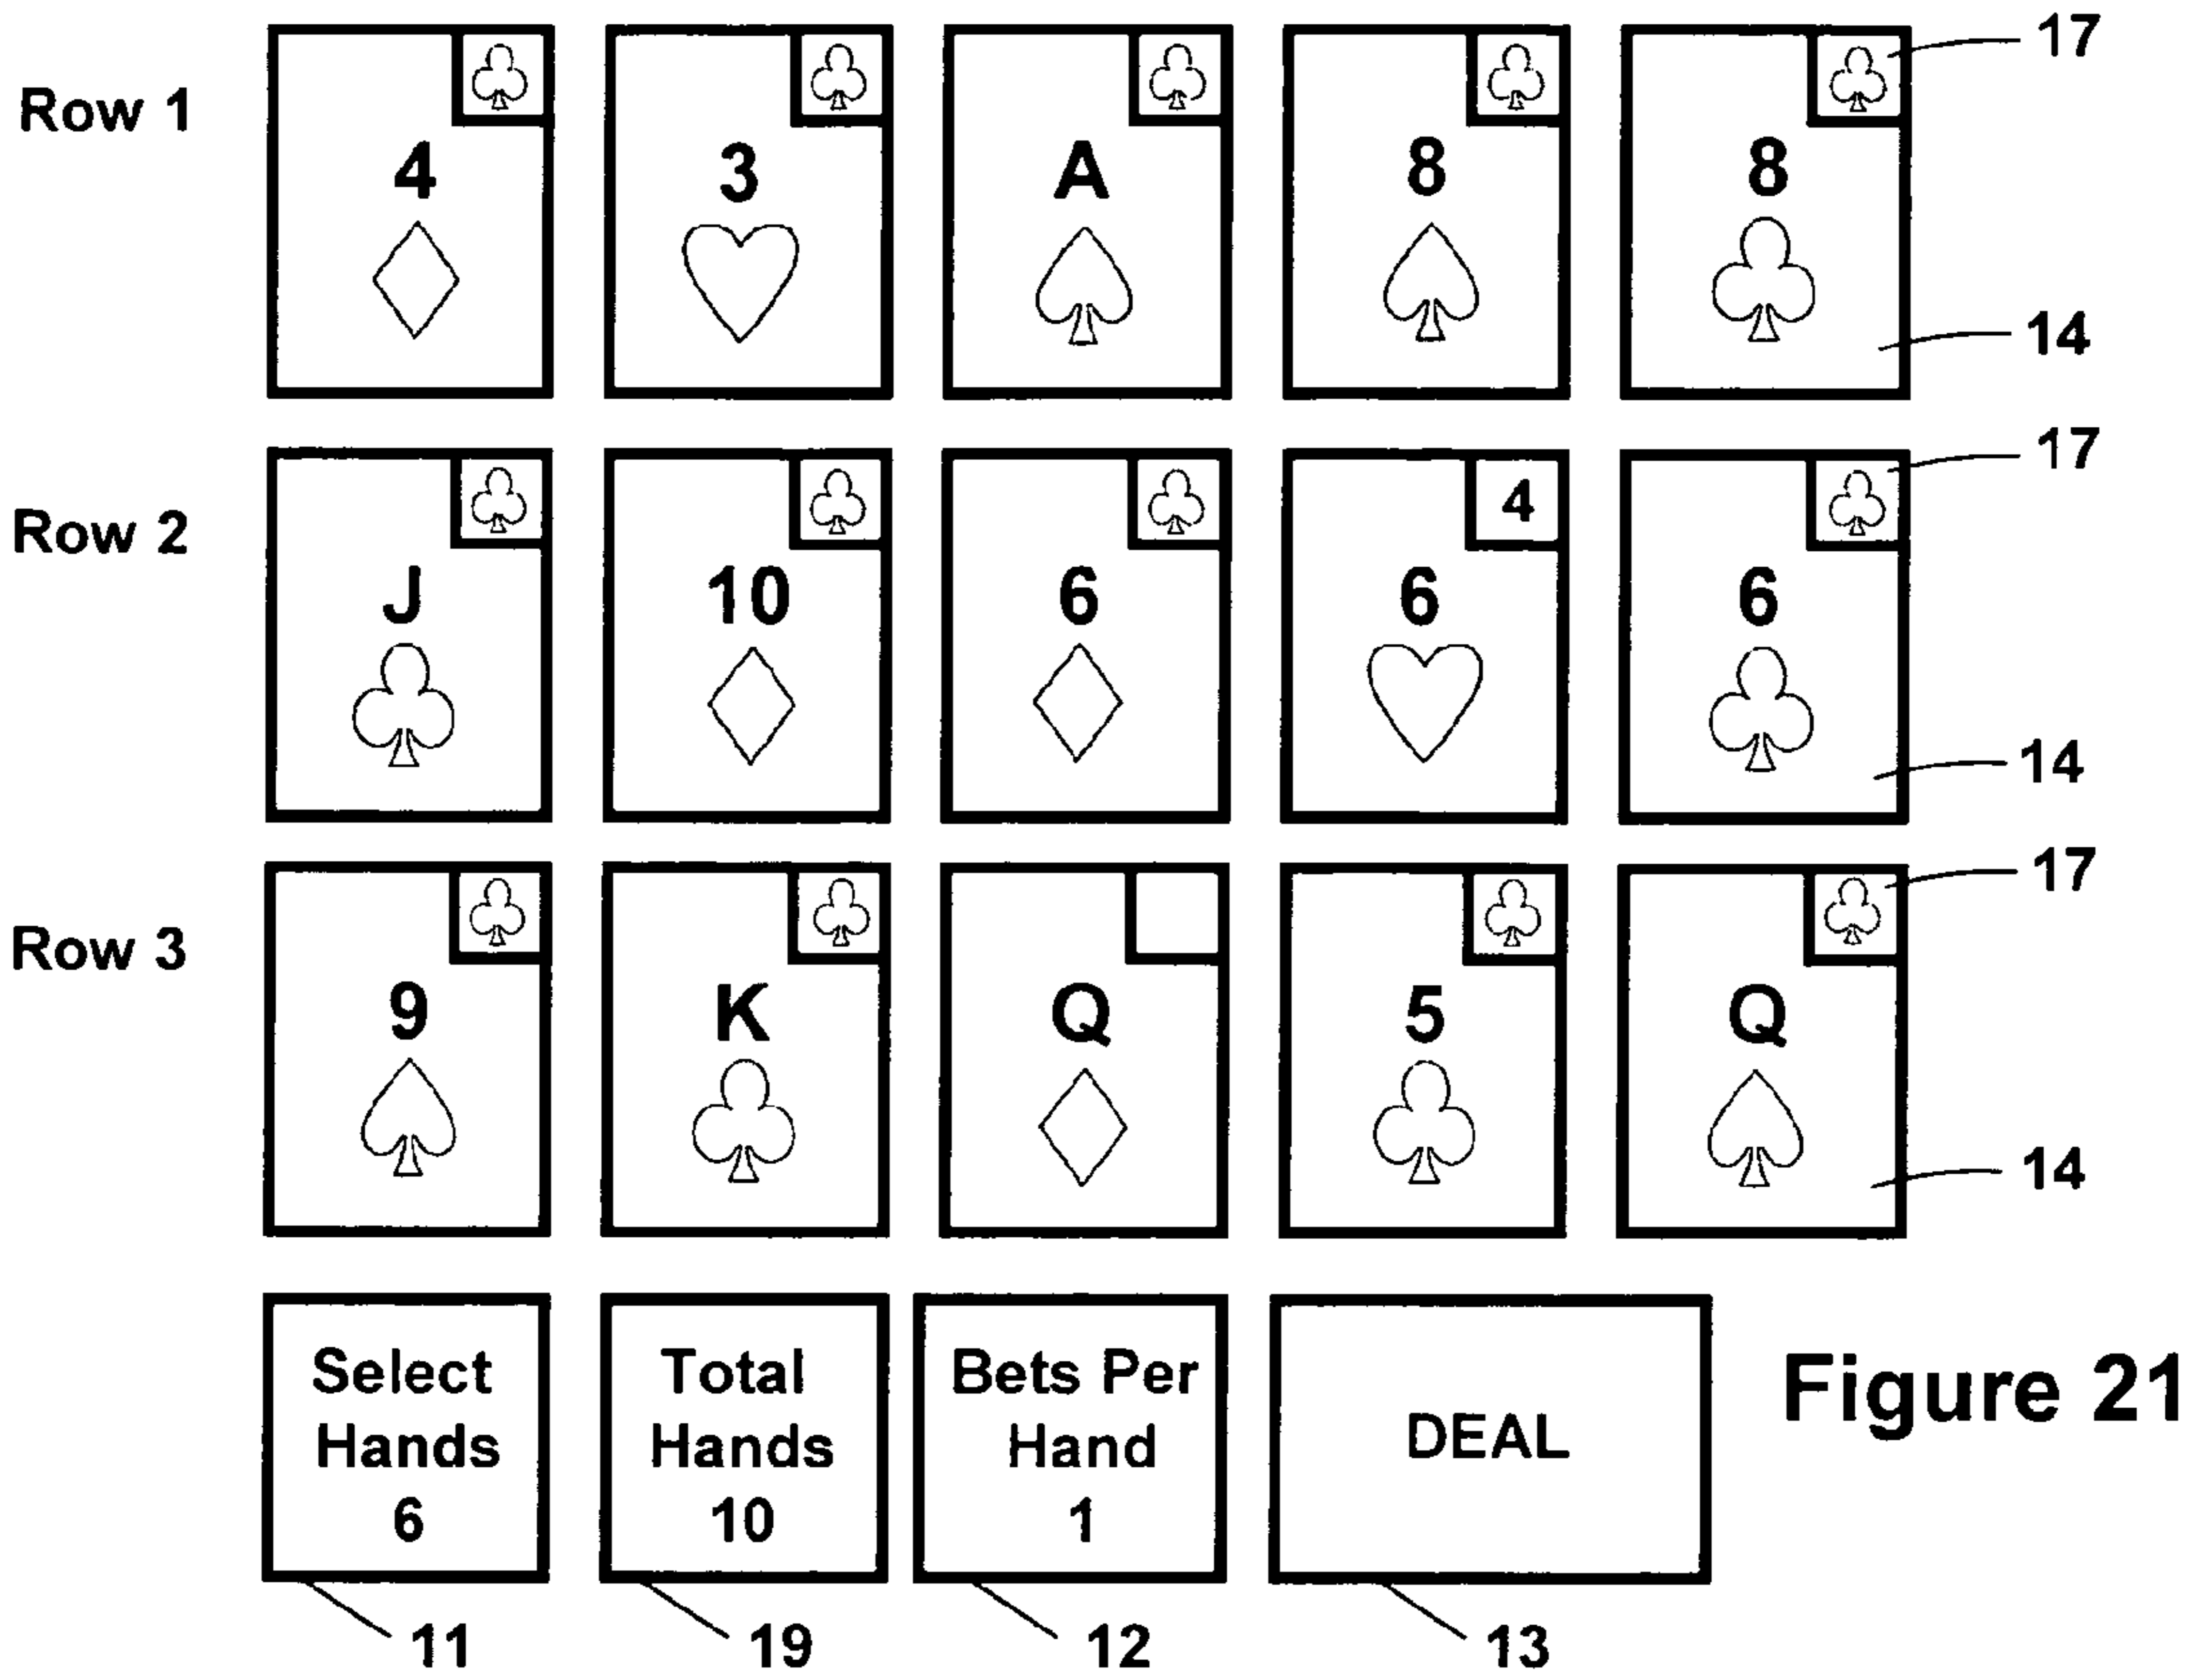 17
Row 1
4 3 A 8 8
14
17
4
Row 2
J 10 6 6 6
14
17
Row 3
9 K Q 5 Q
14
Select Hands 6
Total Hands 10
Bets Per Hand 1
DEAL
Figure 21
11 19 12 13